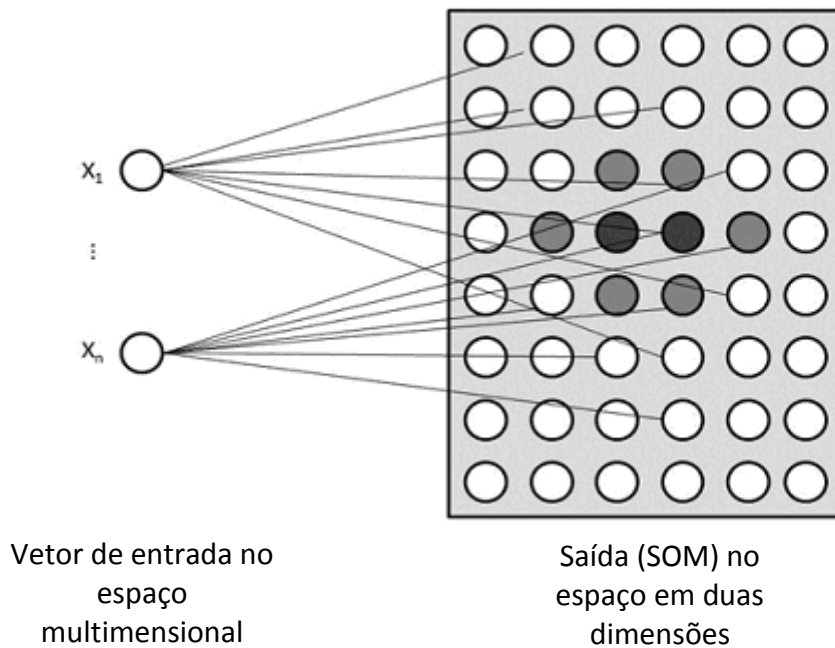 X₁
⋮
Xₙ
Vetor de entrada no
espaço
multimensional
Saída (SOM) no
espaço em duas
dimensões